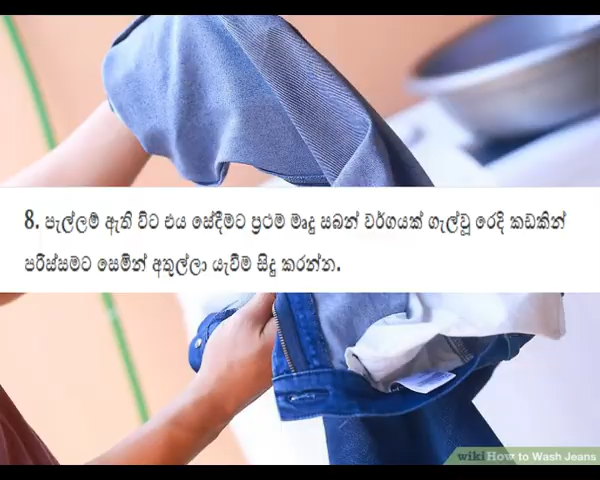 8. පැල්ලම් ඇති විට එය සේදීමට ප්‍රථම මෘදු සබන් වර්ගයක් ගැල්වූ රෙදි කඩකින්
පරිස්සමට සෙමින් අතුල්ලා යැවීම සිදු කරන්න.
wikiHow to Wash Jeans